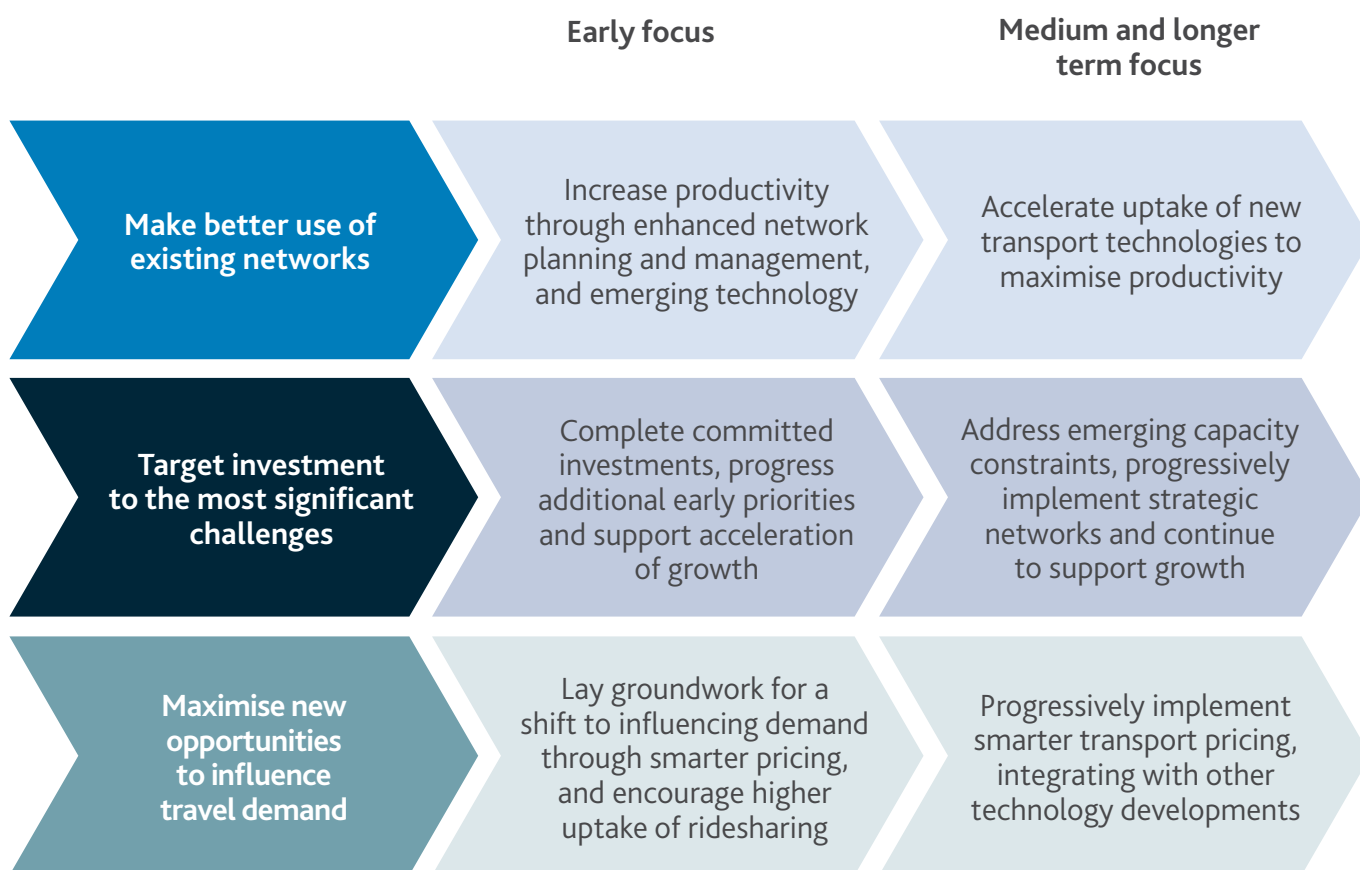 Early focus
Medium and longer
term focus
Make better use of
existing networks
Increase productivity
through enhanced network
planning and management,
and emerging technology
Accelerate uptake of new
transport technologies to
maximise productivity
Target investment
to the most significant
challenges
Complete committed
investments, progress
additional early priorities
and support acceleration
of growth
Address emerging capacity
constraints, progressively
implement strategic
networks and continue
to support growth
Maximise new
opportunities
to influence
travel demand
Lay groundwork for a
shift to influencing demand
through smarter pricing,
and encourage higher
uptake of ridesharing
Progressively implement
smarter transport pricing,
integrating with other
technology developments